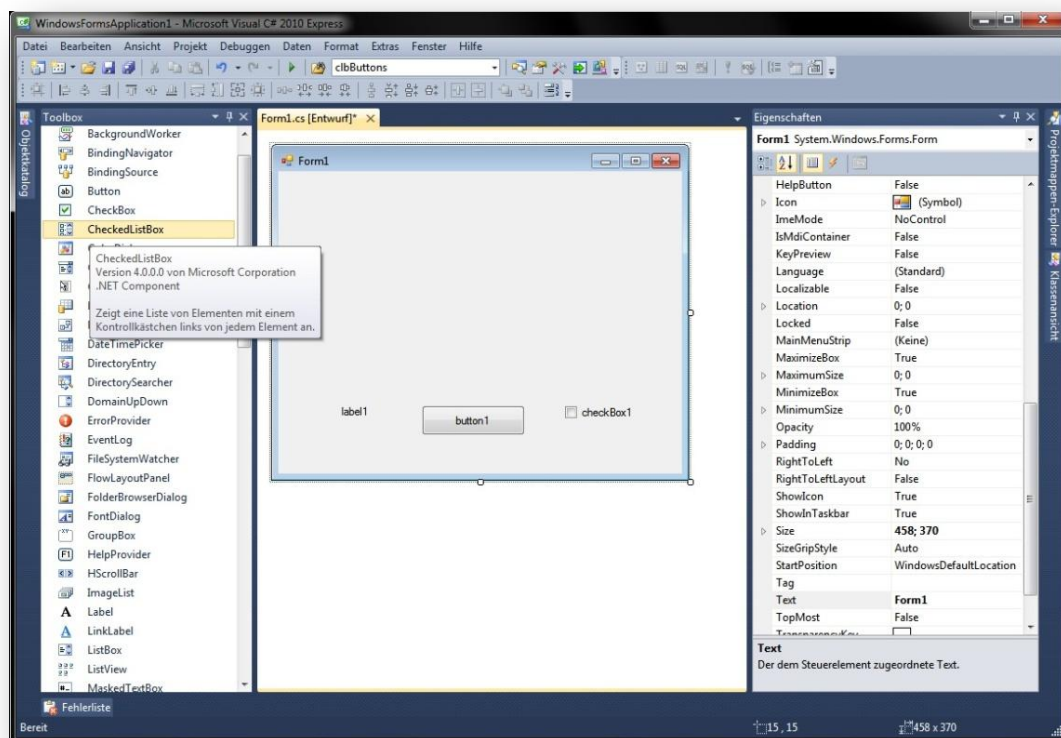 WindowsFormsApplication1 - Microsoft Visual C# 2010 Express
Datei Bearbeiten Ansicht Projekt Debuggen Daten Format Extras Fenster Hilfe
clbButtons
Objektkatalog
Toolbox
BackgroundWorker
BindingNavigator
BindingSource
Button
CheckBox
CheckedListBox
CheckedListBox
Version 4.0.0.0 von Microsoft Corporation
.NET Component
Zeigt eine Liste von Elementen mit einem
Kontrollkästchen links von jedem Element an.
DateTimePicker
DirectoryEntry
DirectorySearcher
DomainUpDown
ErrorProvider
EventLog
FileSystemWatcher
FlowLayoutPanel
FolderBrowserDialog
FontDialog
GroupBox
HelpProvider
HScrollBar
ImageList
Label
LinkLabel
ListBox
ListView
MaskedTextBox
Form1.cs [Entwurf]*
Form1
label1
button1
checkBox1
Eigenschaften
Form1 System.Windows.Forms.Form
HelpButton False
Icon (Symbol)
ImeMode NoControl
IsMdiContainer False
KeyPreview False
Language (Standard)
Localizable False
Location 0; 0
Locked False
MainMenuStrip (Keine)
MaximizeBox True
MaximumSize 0; 0
MinimizeBox True
MinimumSize 0; 0
Opacity 100%
Padding 0; 0; 0; 0
RightToLeft No
RightToLeftLayout False
ShowIcon True
ShowInTaskbar True
Size 458; 370
SizeGripStyle Auto
StartPosition WindowsDefaultLocation
Tag
Text Form1
TopMost False
TransparencyKey
Text
Der dem Steuerelement zugeordnete Text.
Projektmappen-Explorer
Klassenansicht
Fehlerliste
Bereit
15 , 15
458 x 370